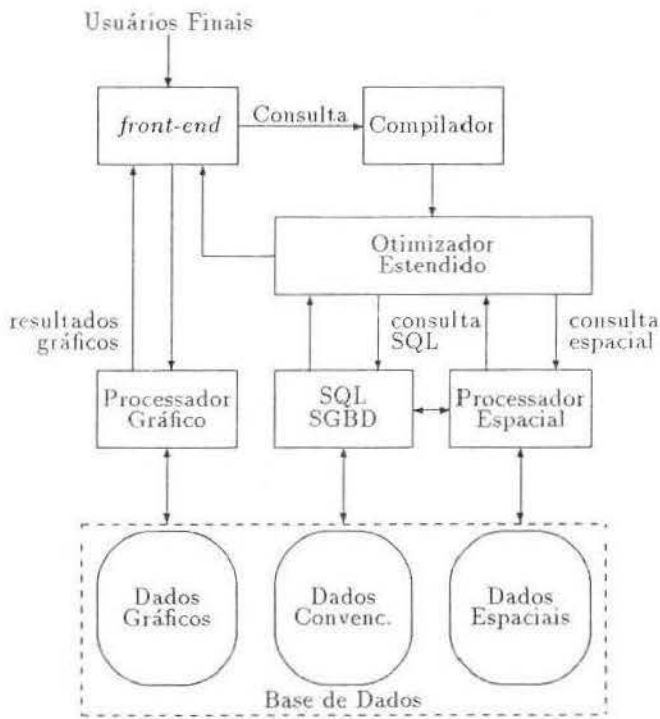 Usuários Finais
front-end
Consulta
Compilador
Otimizador
Estendido
resultados
gráficos
consulta
SQL
consulta
espacial
Processador
Gráfico
SQL
SGBD
Processador
Espacial
Dados
Gráficos
Dados
Convenc.
Dados
Espaciais
Base de Dados